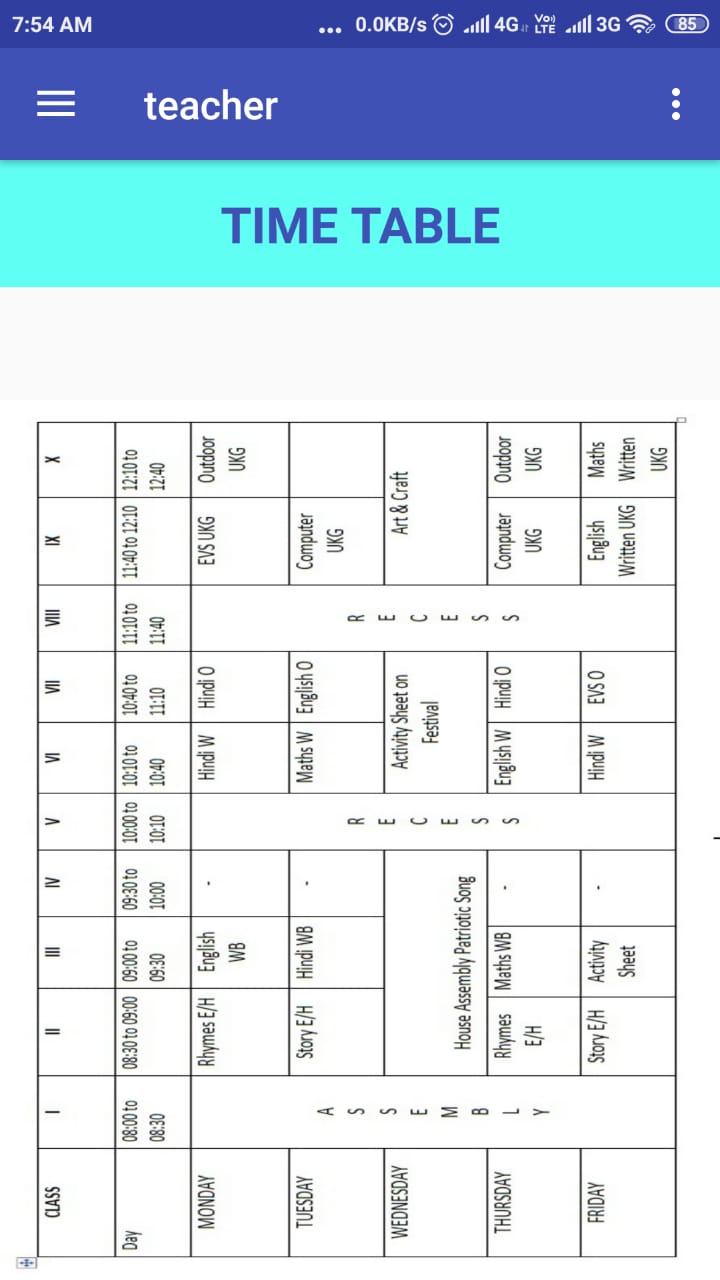 7:54 AM ... 0.0KB/s 4G Vo) LTE 3G 85
teacher
TIME TABLE
CLASS I II III IV V VI VII VIII IX X
Day 08:00 to 08:30 08:30 to 09:00 09:00 to 09:30 09:30 to 10:00 10:00 to 10:10 10:10 to 10:40 10:40 to 11:10 11:10 to 11:40 11:40 to 12:10 12:10 to 12:40
MONDAY Rhymes E/H English WB - Hindi W Hindi O EVS UKG Outdoor UKG
TUESDAY Story E/H Hindi WB - Maths W English O Computer UKG
WEDNESDAY House Assembly Patriotic Song Activity Sheet on Festival Art & Craft
THURSDAY Rhymes E/H Maths WB - English W Hindi O Computer UKG Outdoor UKG
FRIDAY Story E/H Activity Sheet - Hindi W EVS O English Written UKG Maths Written UKG
A S S E M B L Y
R E C E S S
R E C E S S